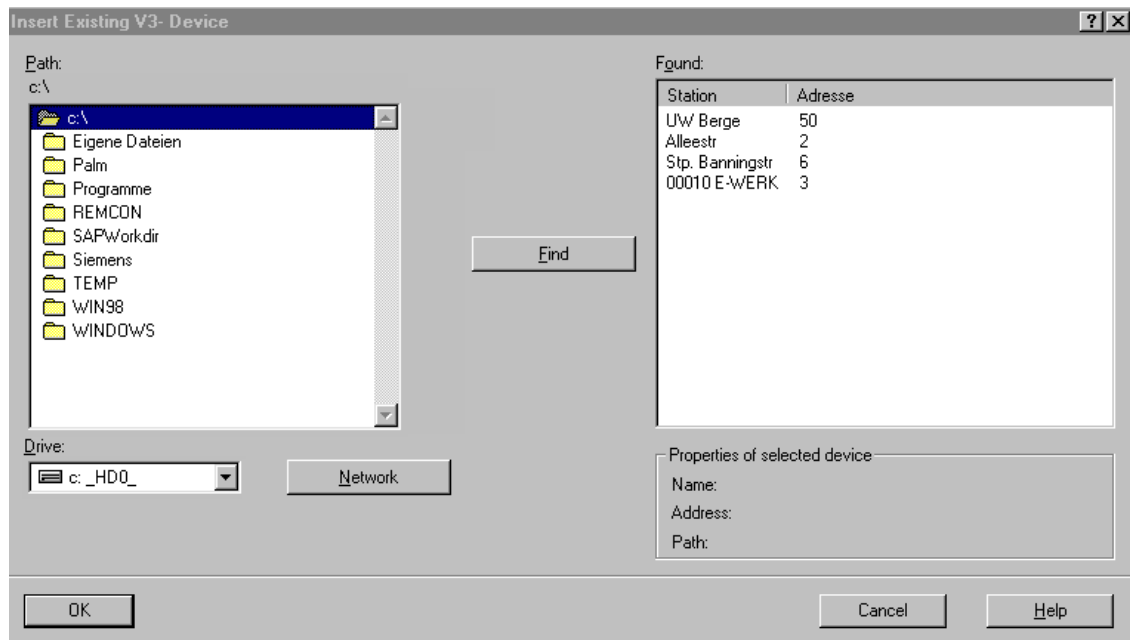 Insert Existing V3- Device
Path:
c:\
c:\
Eigene Dateien
Palm
Programme
REMCON
SAPWorkdir
Siemens
TEMP
WIN98
WINDOWS
Drive:
c: _HD0_
Network
Find
Found:
Station Adresse
UW Berge 50
Alleestr 2
Stp. Banningstr 6
00010 E-WERK 3
Properties of selected device
Name:
Address:
Path:
OK
Cancel
Help